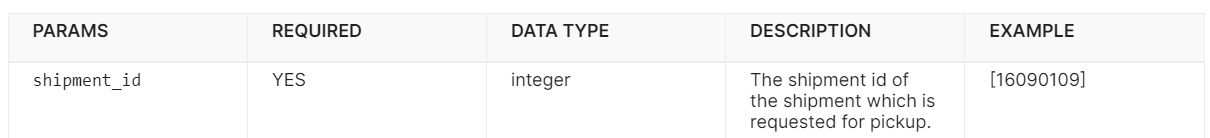 PARAMS REQUIRED DATA TYPE DESCRIPTION EXAMPLE
shipment_id YES integer The shipment id of [16090109]
the shipment which is
requested for pickup.